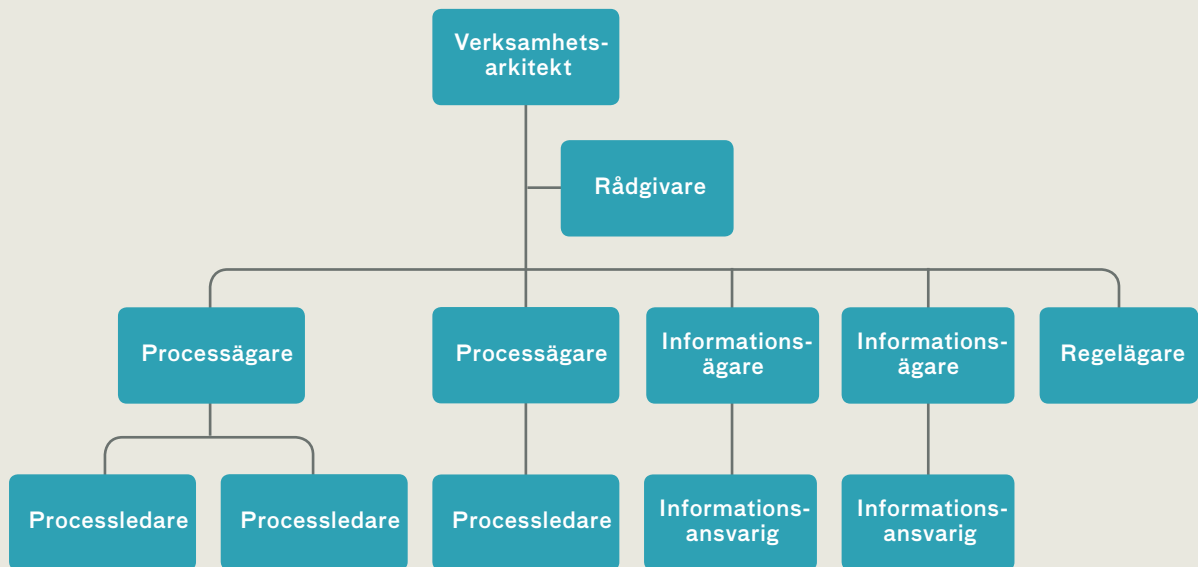 Verksamhets-
arkitekt
Rådgivare
Processägare
Processägare
Informations-
ägare
Informations-
ägare
Regelägare
Processledare
Processledare
Processledare
Informations-
ansvarig
Informations-
ansvarig